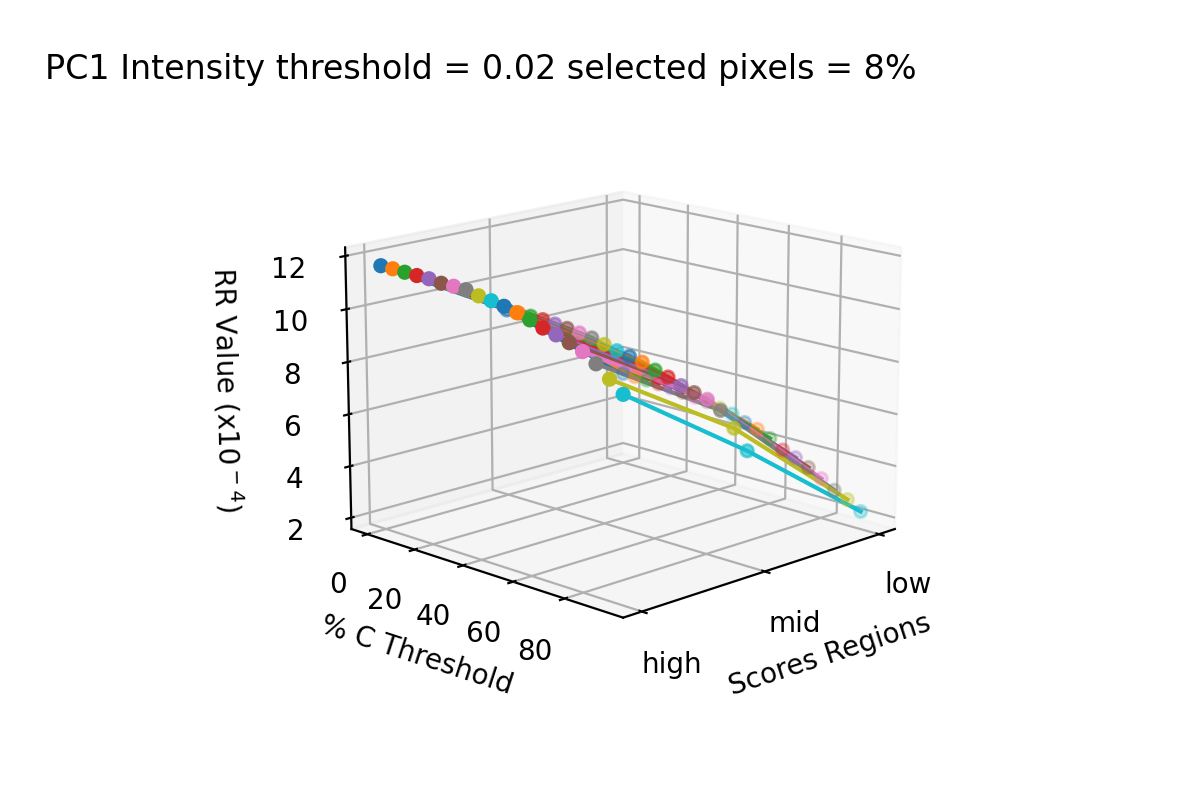 PC1 Intensity threshold = 0.02 selected pixels = 8%
RR Value (x10⁻⁴)
12
10
8
6
4
2
0
20
40
60
80
% C Threshold
high
mid
low
Scores Regions